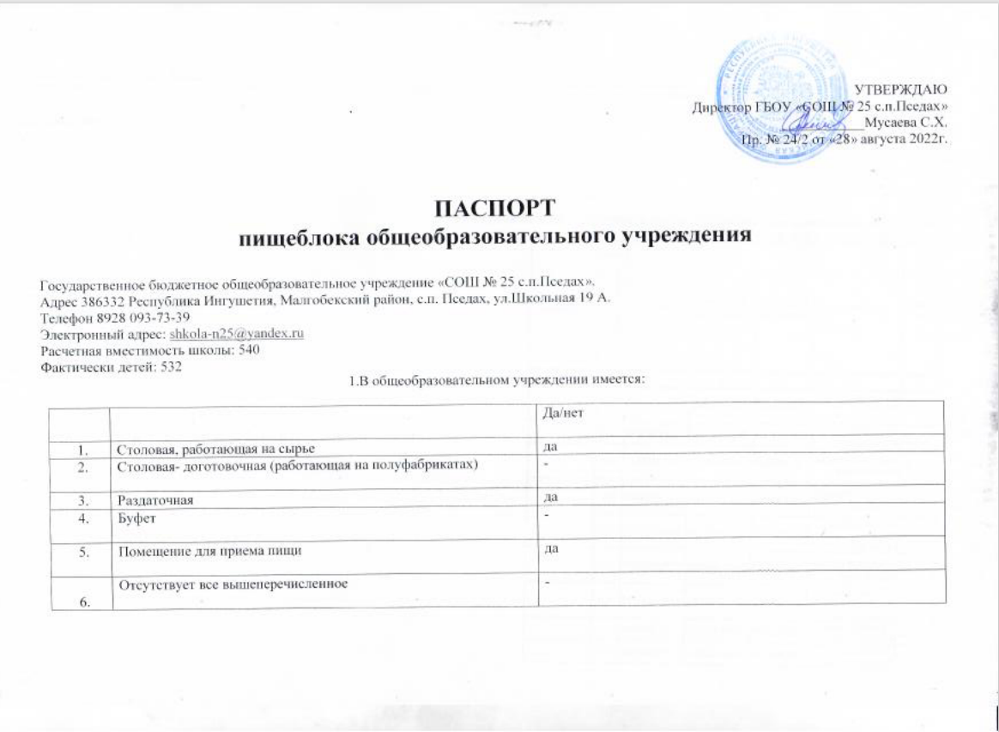 УТВЕРЖДАЮ
Директор ГБОУ «СОШ № 25 с.п.Пседах»
Мусаева С.Х.
Пр. № 24/2 от «28» августа 2022г.
ПАСПОРТ
пищеблока общеобразовательного учреждения
Государственное бюджетное общеобразовательное учреждение «СОШ № 25 с.п.Пседах».
Адрес 386332 Республика Ингушетия, Малгобекский район, с.п. Пседах, ул.Школьная 19 А.
Телефон 8928 093-73-39
Электронный адрес: shkola-n25@yandex.ru
Расчетная вместимость школы: 540
Фактически детей: 532
1.В общеобразовательном учреждении имеется:
Да/нет
1. Столовая, работающая на сырье да
2. Столовая- доготовочная (работающая на полуфабрикатах) -
3. Раздаточная да
4. Буфет -
5. Помещение для приема пищи да
6. Отсутствует все вышеперечисленное -